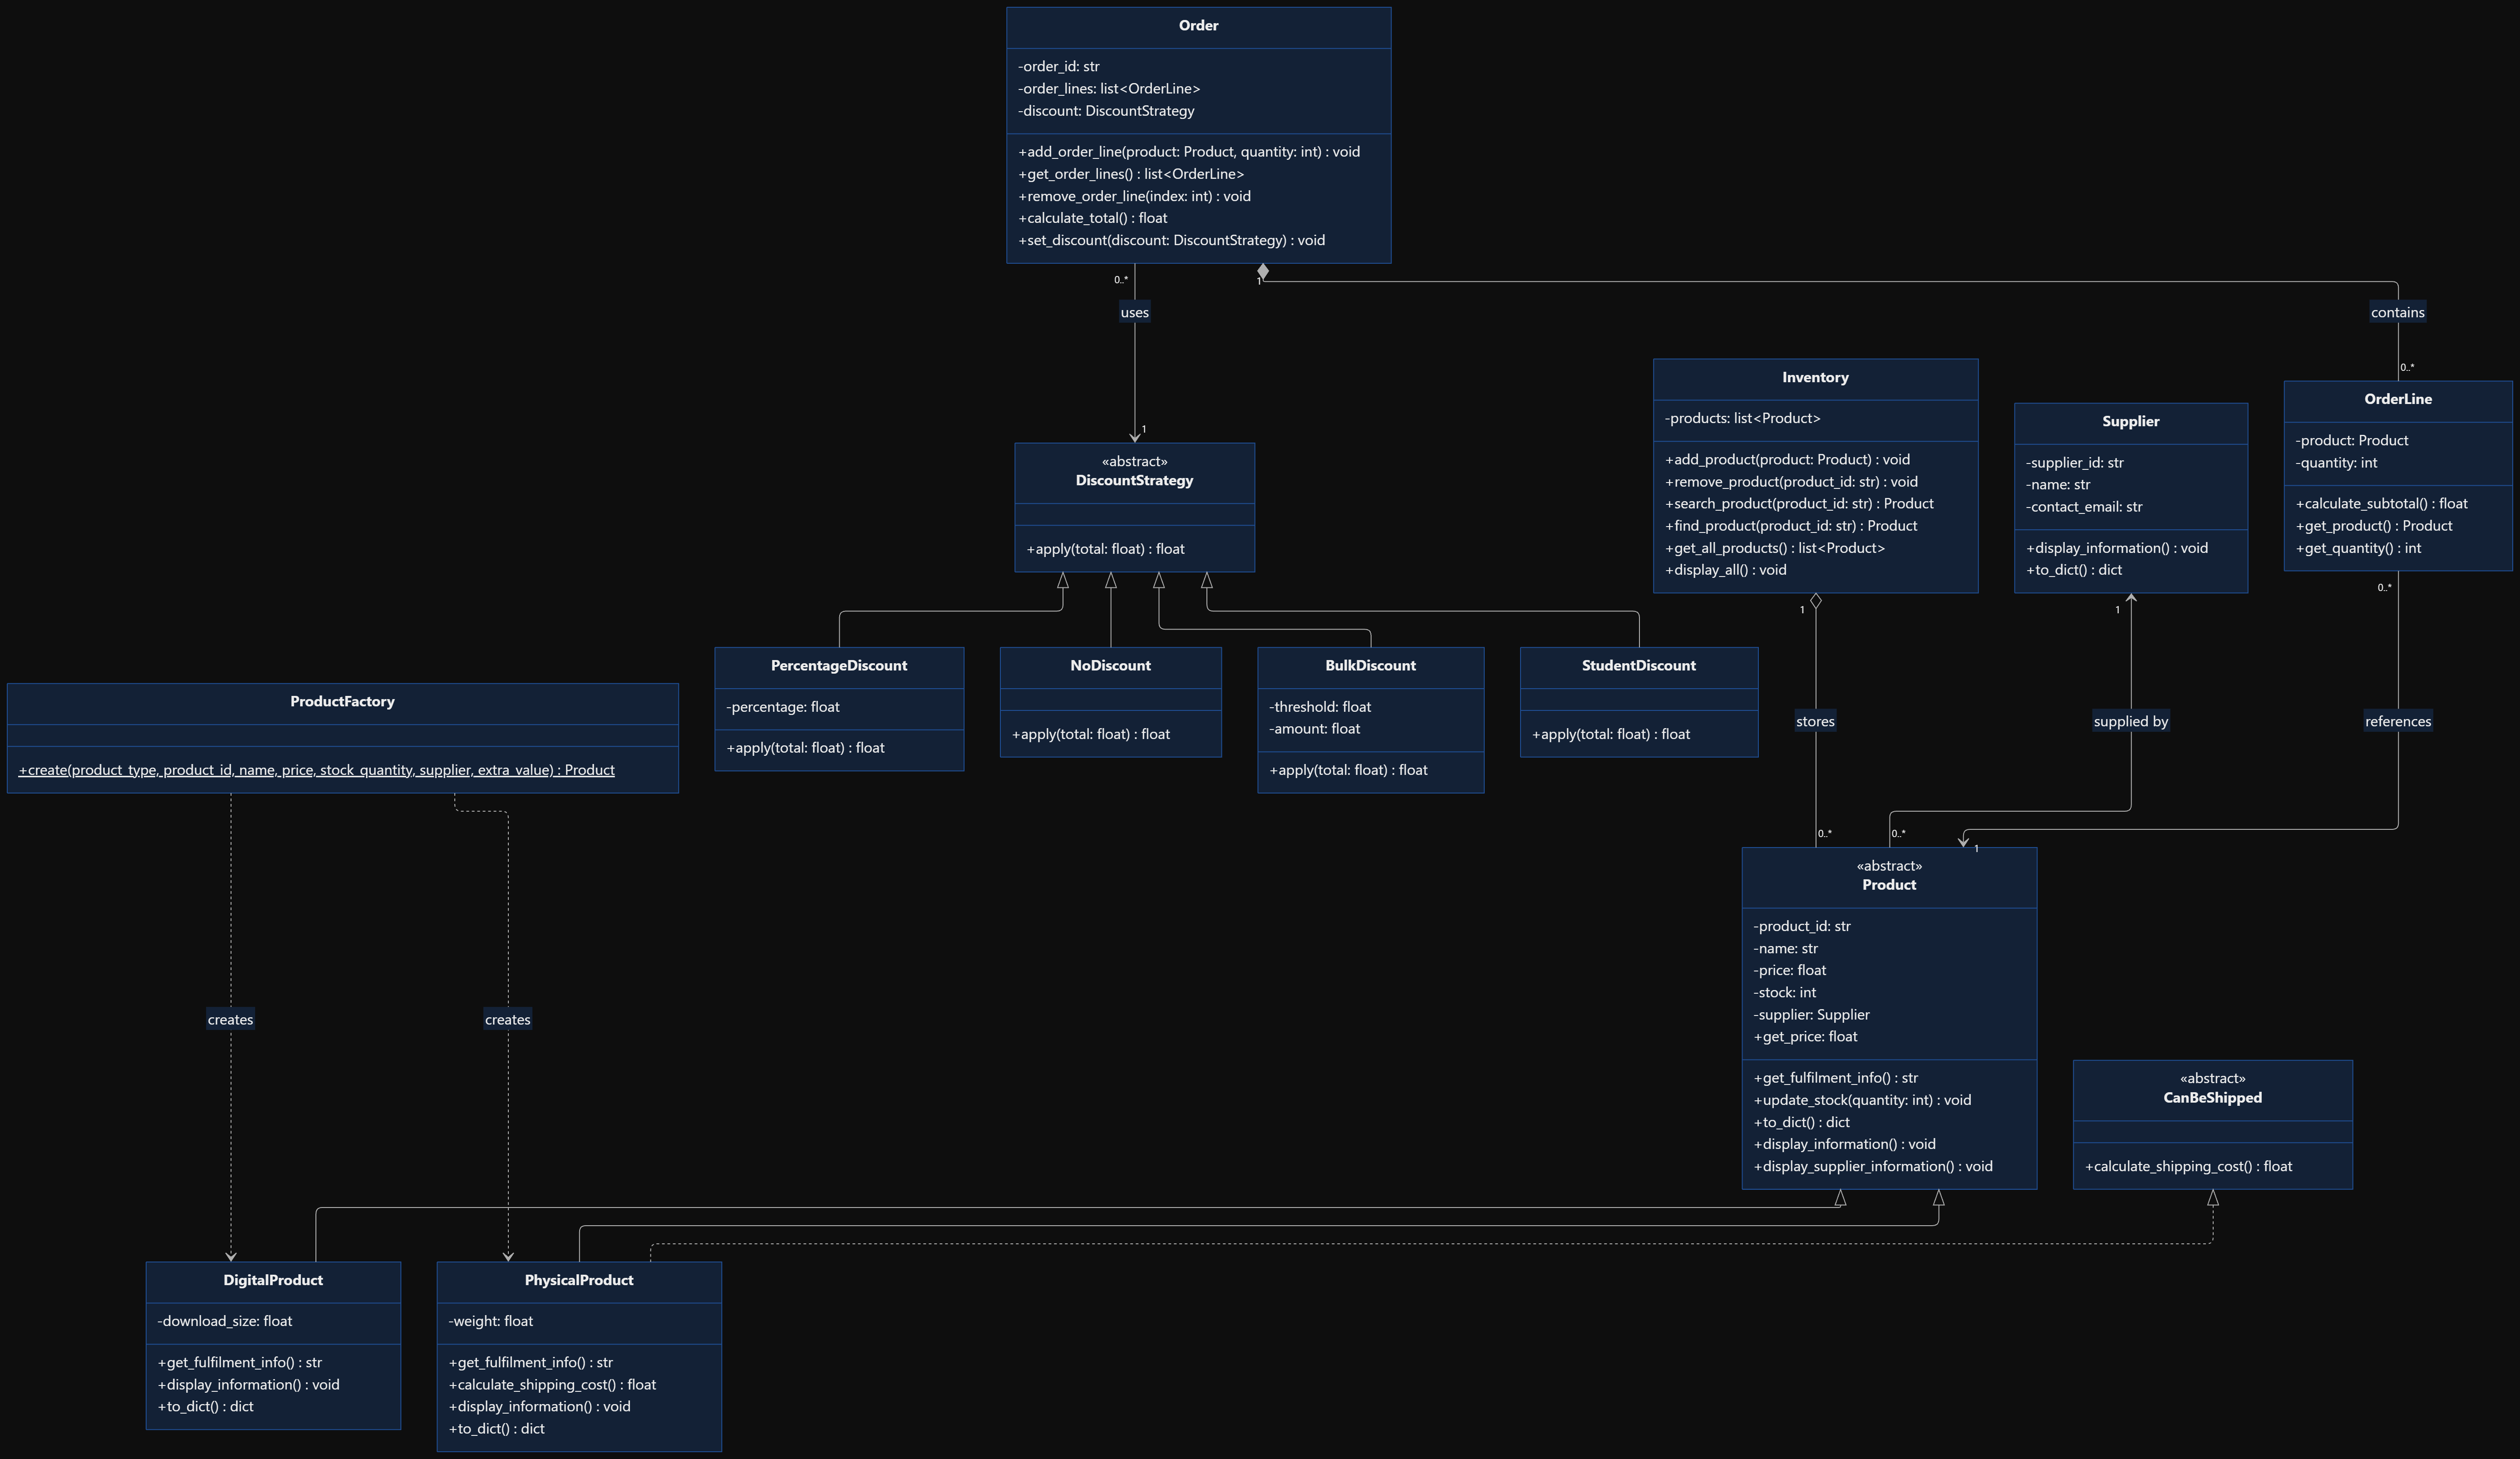 Order
-order_id: str
-order_lines: list<OrderLine>
-discount: DiscountStrategy
+add_order_line(product: Product, quantity: int) : void
+get_order_lines() : list<OrderLine>
+remove_order_line(index: int) : void
+calculate_total() : float
+set_discount(discount: DiscountStrategy) : void
0..*
1
uses
contains
1
0..*
«abstract»
DiscountStrategy
+apply(total: float) : float
Inventory
-products: list<Product>
+add_product(product: Product) : void
+remove_product(product_id: str) : void
+search_product(product_id: str) : Product
+find_product(product_id: str) : Product
+get_all_products() : list<Product>
+display_all() : void
Supplier
-supplier_id: str
-name: str
-contact_email: str
+display_information() : void
+to_dict() : dict
OrderLine
-product: Product
-quantity: int
+calculate_subtotal() : float
+get_product() : Product
+get_quantity() : int
1
1
0..*
PercentageDiscount
-percentage: float
+apply(total: float) : float
NoDiscount
+apply(total: float) : float
BulkDiscount
-threshold: float
-amount: float
+apply(total: float) : float
StudentDiscount
+apply(total: float) : float
ProductFactory
+create(product_type, product_id, name, price, stock_quantity, supplier, extra_value) : Product
stores
supplied by
references
0..*
0..*
1
«abstract»
Product
-product_id: str
-name: str
-price: float
-stock: int
-supplier: Supplier
+get_price: float
+get_fulfilment_info() : str
+update_stock(quantity: int) : void
+to_dict() : dict
+display_information() : void
+display_supplier_information() : void
creates
creates
«abstract»
CanBeShipped
+calculate_shipping_cost() : float
DigitalProduct
-download_size: float
+get_fulfilment_info() : str
+display_information() : void
+to_dict() : dict
PhysicalProduct
-weight: float
+get_fulfilment_info() : str
+calculate_shipping_cost() : float
+display_information() : void
+to_dict() : dict